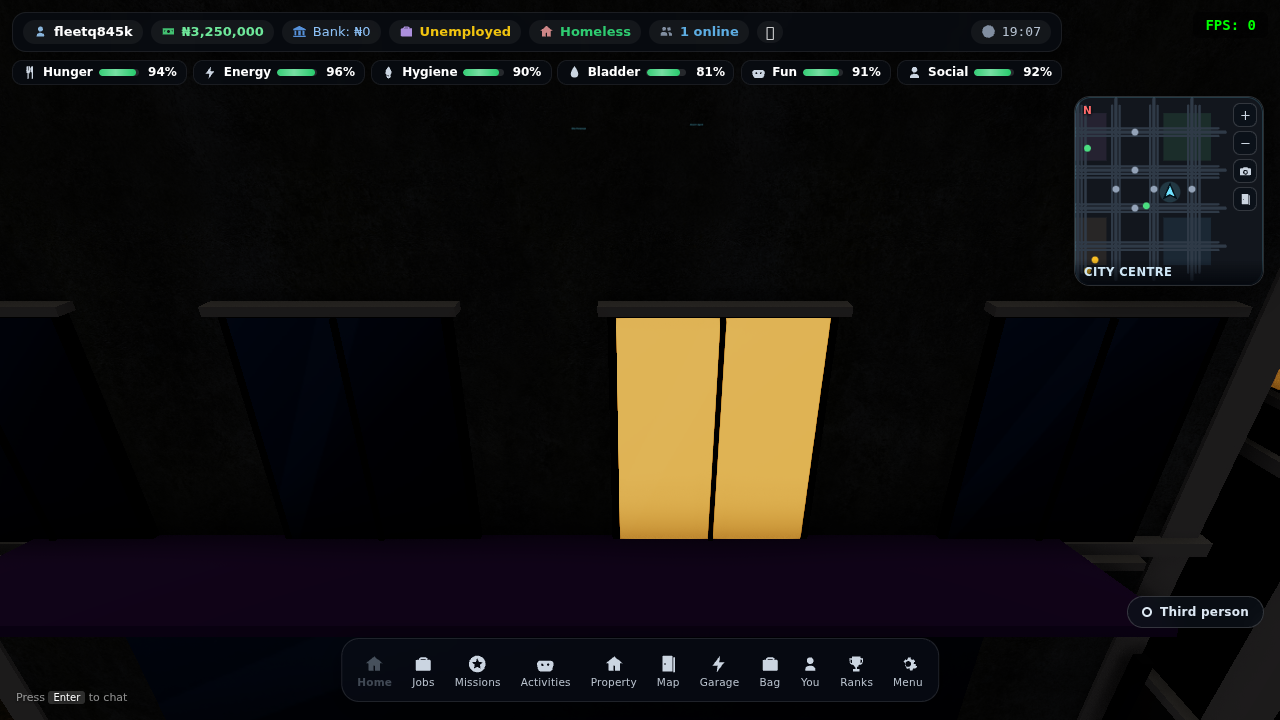 fleetq845k ₦3,250,000 Bank: ₦0 Unemployed Homeless 1 online 19:07
FPS: 0
Hunger 94% Energy 96% Hygiene 90% Bladder 81% Fun 91% Social 92%
N
+
−
CITY CENTRE
Third person
Home Jobs Missions Activities Property Map Garage Bag You Ranks Menu
Press Enter to chat